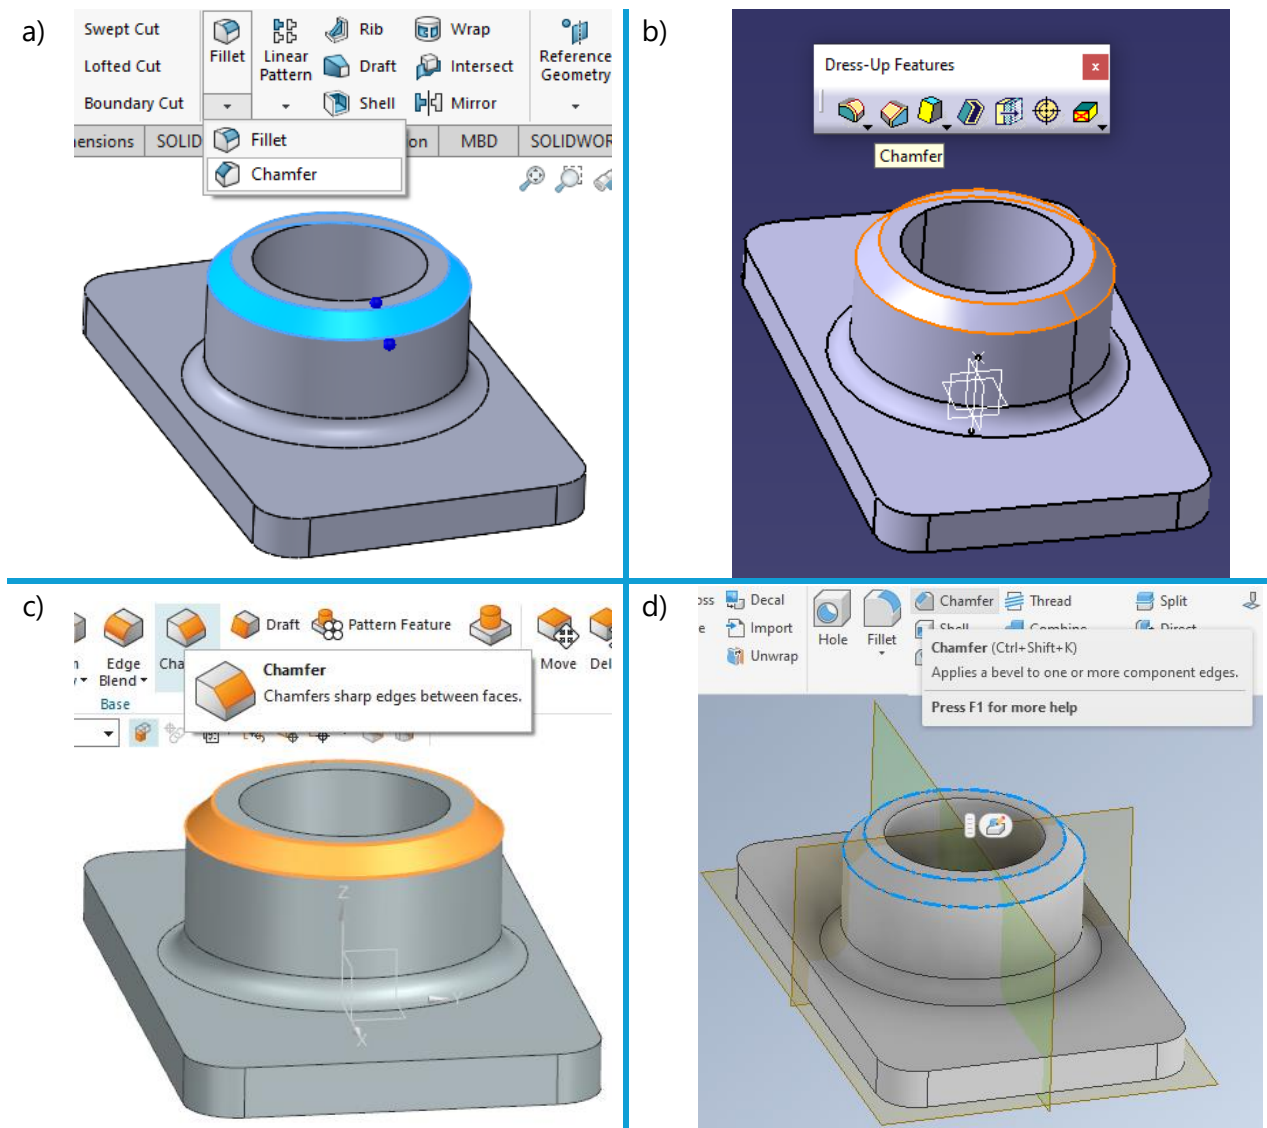 a)
Swept Cut
Lofted Cut
Boundary Cut
Fillet
Linear
Pattern
Rib
Draft
Shell
Wrap
Intersect
Mirror
Reference
Geometry
SOLID
MBD
SOLIDWOR
Fillet
Chamfer
b)
Dress-Up Features
x
Chamfer
c)
Edge
Blend
Cha
Draft
Pattern Feature
Move
Del
Base
Chamfer
Chamfers sharp edges between faces.
Z
Y
X
d)
Decal
Import
Unwrap
Hole
Fillet
Chamfer
Thread
Split
Shell
Combine
Direct
Chamfer (Ctrl+Shift+K)
Applies a bevel to one or more component edges.
Press F1 for more help